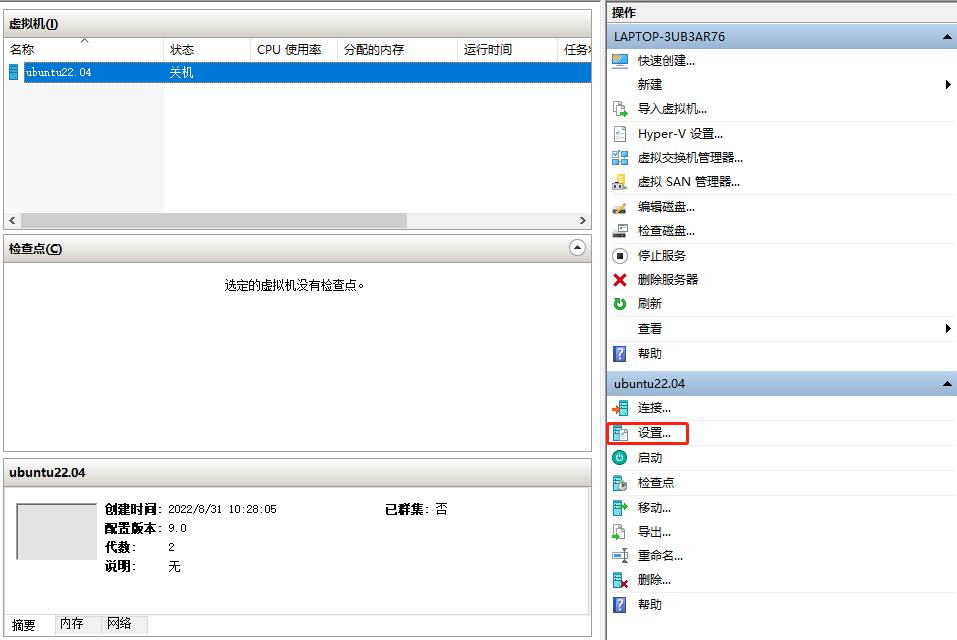 虚拟机(I)
名称 状态 CPU 使用率 分配的内存 运行时间 任务
ubuntu22.04 关机
检查点(C)
选定的虚拟机没有检查点。
ubuntu22.04
创建时间: 2022/8/31 10:28:05 已群集: 否
配置版本: 9.0
代数: 2
说明: 无
摘要 内存 网络
操作
LAPTOP-3UB3AR76
快速创建...
新建
导入虚拟机...
Hyper-V 设置...
虚拟交换机管理器...
虚拟 SAN 管理器...
编辑磁盘...
检查磁盘...
停止服务
删除服务器
刷新
查看
帮助
ubuntu22.04
连接...
设置...
启动
检查点
移动...
导出...
重命名...
删除...
帮助